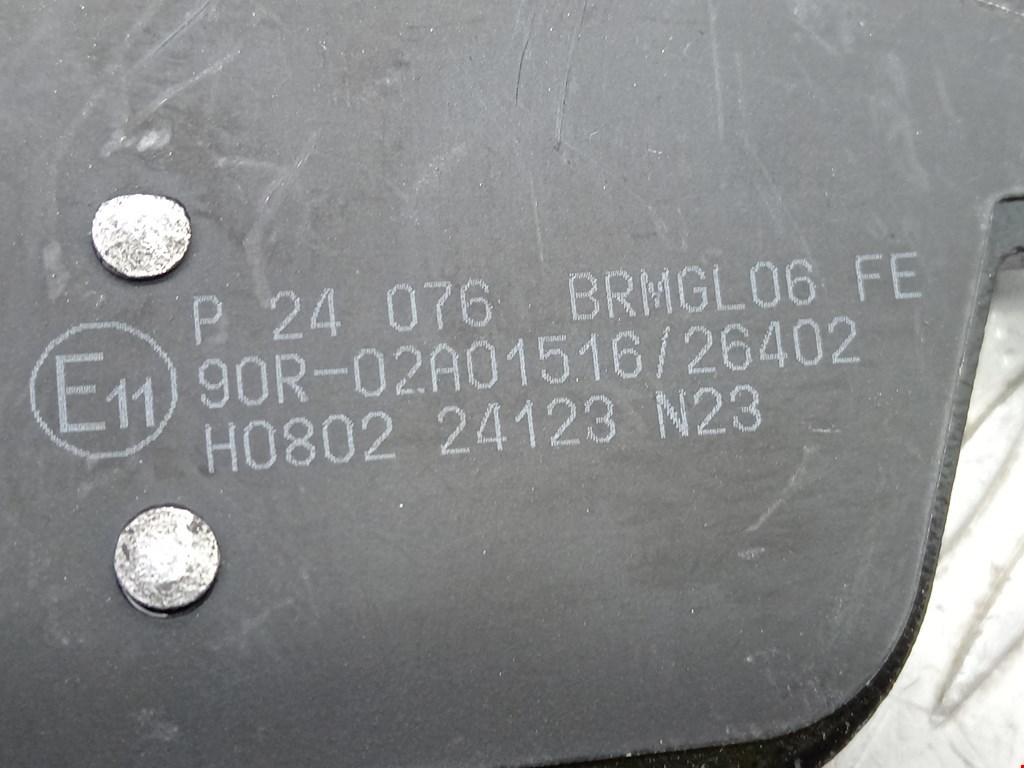 P 24 076 BRMGL06 FE
E11 90R-02A01516/26402
H0802 24123 N23